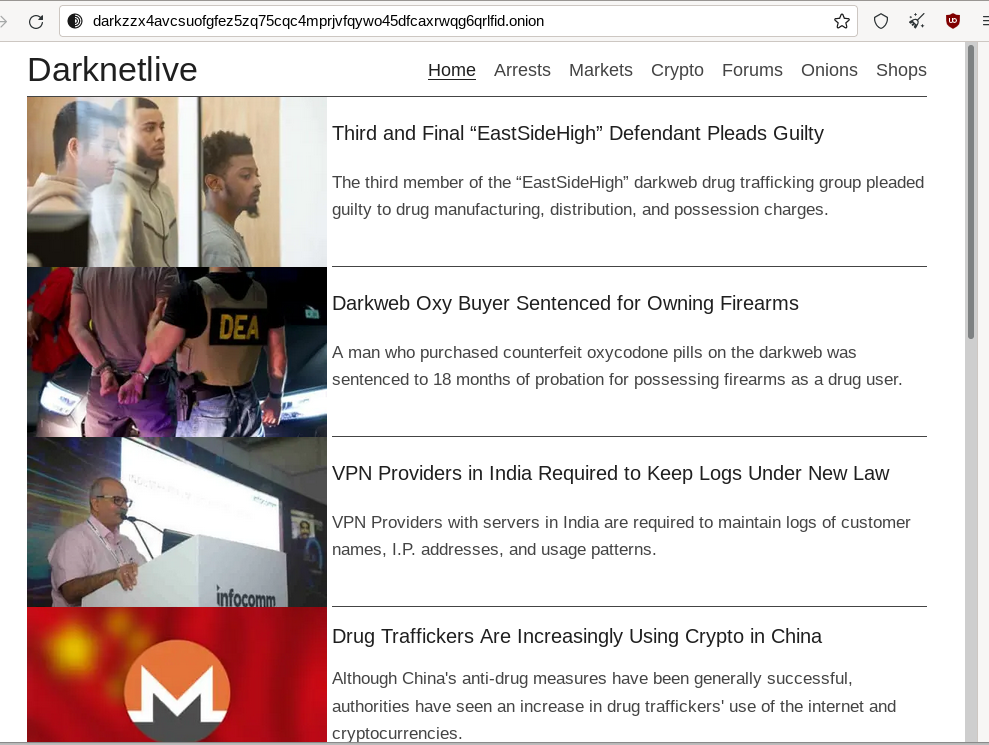 darkzzx4avcsuofgfez5zq75cqc4mprjvfqywo45dfcaxrwqg6qrlfid.onion
Darknetlive
Home Arrests Markets Crypto Forums Onions Shops
Third and Final “EastSideHigh” Defendant Pleads Guilty
The third member of the “EastSideHigh” darkweb drug trafficking group pleaded
guilty to drug manufacturing, distribution, and possession charges.
DEA
Darkweb Oxy Buyer Sentenced for Owning Firearms
A man who purchased counterfeit oxycodone pills on the darkweb was
sentenced to 18 months of probation for possessing firearms as a drug user.
infocomm
VPN Providers in India Required to Keep Logs Under New Law
VPN Providers with servers in India are required to maintain logs of customer
names, I.P. addresses, and usage patterns.
Drug Traffickers Are Increasingly Using Crypto in China
Although China's anti-drug measures have been generally successful,
authorities have seen an increase in drug traffickers' use of the internet and
cryptocurrencies.